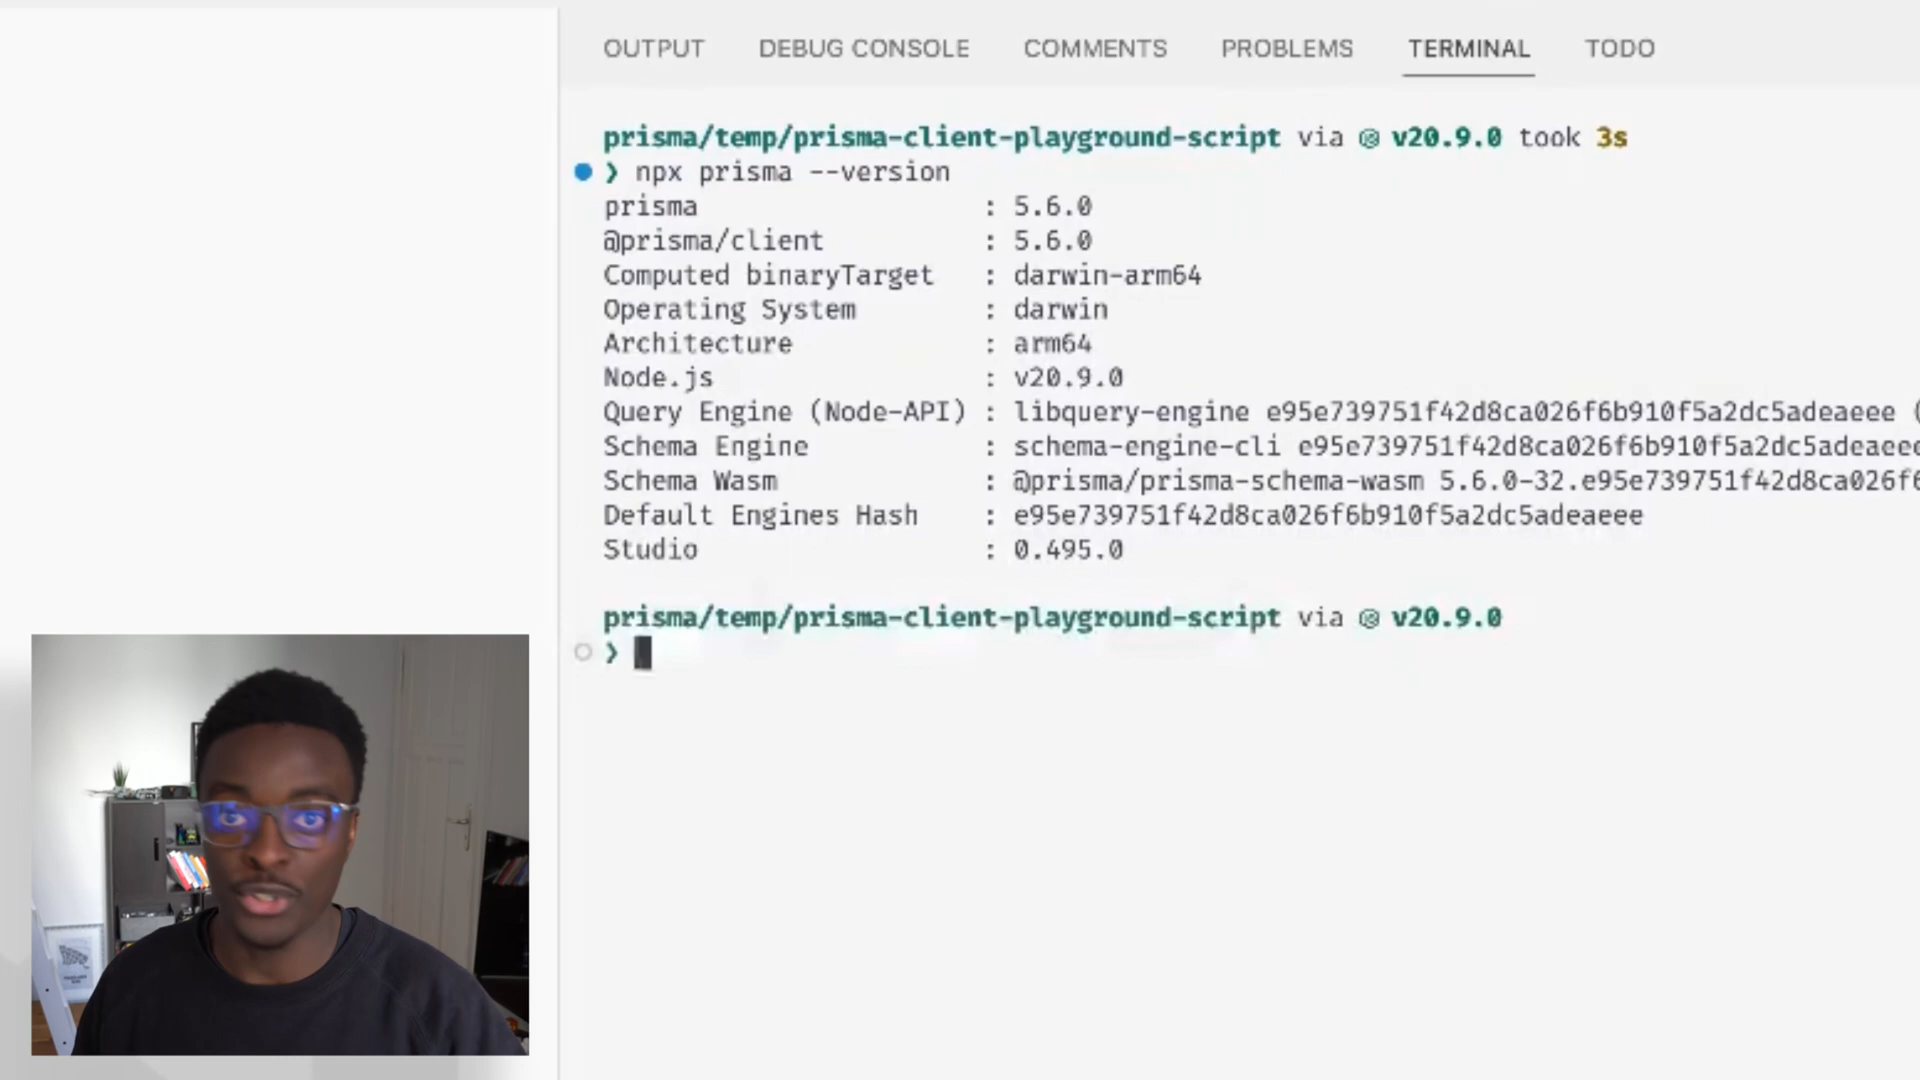 OUTPUT DEBUG CONSOLE COMMENTS PROBLEMS TERMINAL TODO
prisma/temp/prisma-client-playground-script via v20.9.0 took 3s
❯ npx prisma --version
prisma : 5.6.0
@prisma/client : 5.6.0
Computed binaryTarget : darwin-arm64
Operating System : darwin
Architecture : arm64
Node.js : v20.9.0
Query Engine (Node-API) : libquery-engine e95e739751f42d8ca026f6b910f5a2dc5adeaeee (
Schema Engine : schema-engine-cli e95e739751f42d8ca026f6b910f5a2dc5adeaeee
Schema Wasm : @prisma/prisma-schema-wasm 5.6.0-32.e95e739751f42d8ca026f6
Default Engines Hash : e95e739751f42d8ca026f6b910f5a2dc5adeaeee
Studio : 0.495.0
prisma/temp/prisma-client-playground-script via v20.9.0
❯